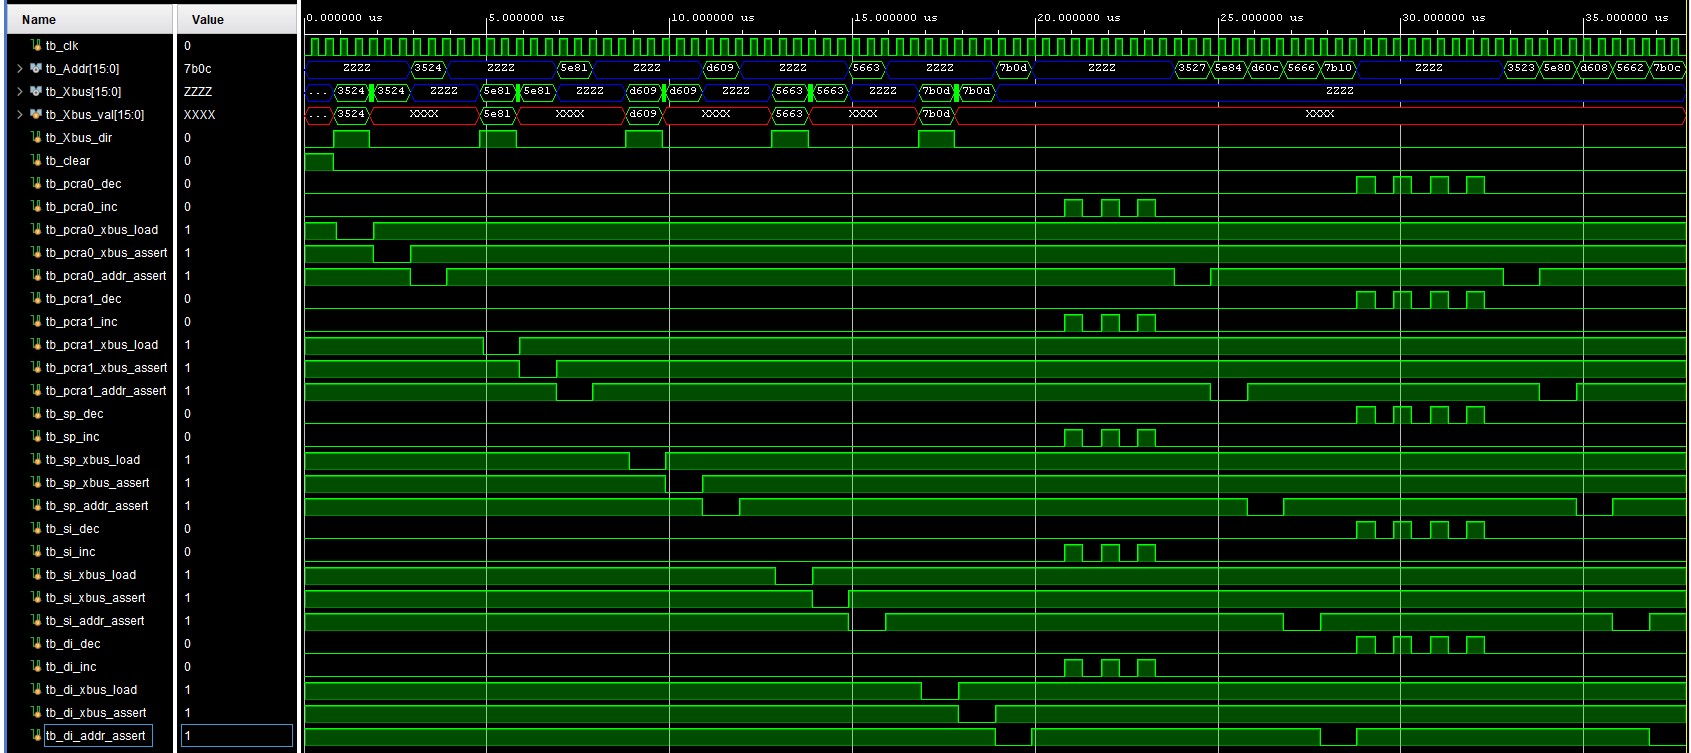 Name Value 0.000000 us 5.000000 us 10.000000 us 15.000000 us 20.000000 us 25.000000 us 30.000000 us 35.000000 us
tb_clk 0
tb_Addr[15:0] 7b0c ZZZZ 3524 ZZZZ 5e81 ZZZZ d609 ZZZZ 5663 ZZZZ 7b0d ZZZZ 3527 5e84 d60c 5666 7b10 ZZZZ 3523 5e80 d608 5662 7b0c
tb_Xbus[15:0] ZZZZ ... 3524 3524 ZZZZ 5e81 5e81 ZZZZ d609 d609 ZZZZ 5663 5663 ZZZZ 7b0d 7b0d ZZZZ
tb_Xbus_val[15:0] XXXX ... 3524 XXXX 5e81 XXXX d609 XXXX 5663 XXXX 7b0d XXXX
tb_Xbus_dir 0
tb_clear 0
tb_pcra0_dec 0
tb_pcra0_inc 0
tb_pcra0_xbus_load 1
tb_pcra0_xbus_assert 1
tb_pcra0_addr_assert 1
tb_pcra1_dec 0
tb_pcra1_inc 0
tb_pcra1_xbus_load 1
tb_pcra1_xbus_assert 1
tb_pcra1_addr_assert 1
tb_sp_dec 0
tb_sp_inc 0
tb_sp_xbus_load 1
tb_sp_xbus_assert 1
tb_sp_addr_assert 1
tb_si_dec 0
tb_si_inc 0
tb_si_xbus_load 1
tb_si_xbus_assert 1
tb_si_addr_assert 1
tb_di_dec 0
tb_di_inc 0
tb_di_xbus_load 1
tb_di_xbus_assert 1
tb_di_addr_assert 1